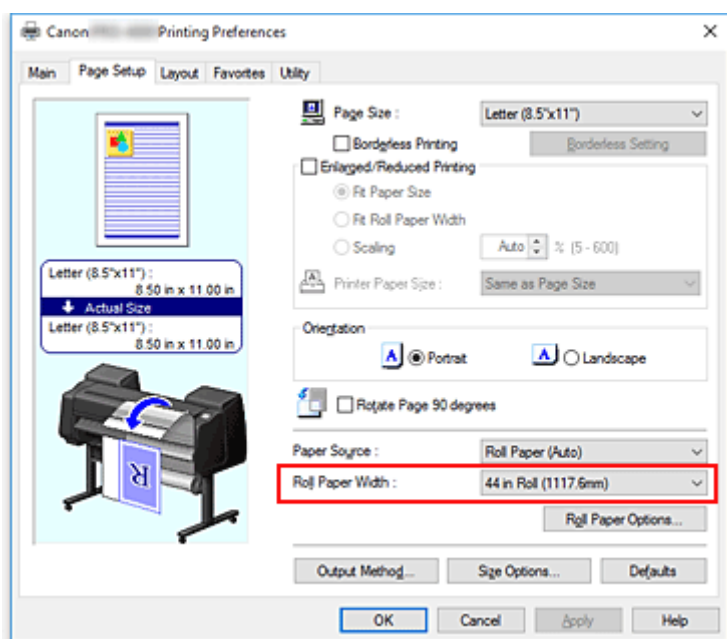 Canon Printing Preferences
Main Page Setup Layout Favorites Utility
Page Size : Letter (8.5"x11")
Borderless Printing Borderless Setting
Enlarged/Reduced Printing
Fit Paper Size
Fit Roll Paper Width
Scaling Auto % (5 - 600)
Printer Paper Size : Same as Page Size
Letter (8.5"x11") :
8.50 in x 11.00 in
Actual Size
Letter (8.5"x11") :
8.50 in x 11.00 in
Orientation
A Portrait A Landscape
Rotate Page 90 degrees
R
Paper Source : Roll Paper (Auto)
Roll Paper Width : 44 in Roll (1117.6mm)
Roll Paper Options...
Output Method... Size Options... Defaults
OK Cancel Apply Help